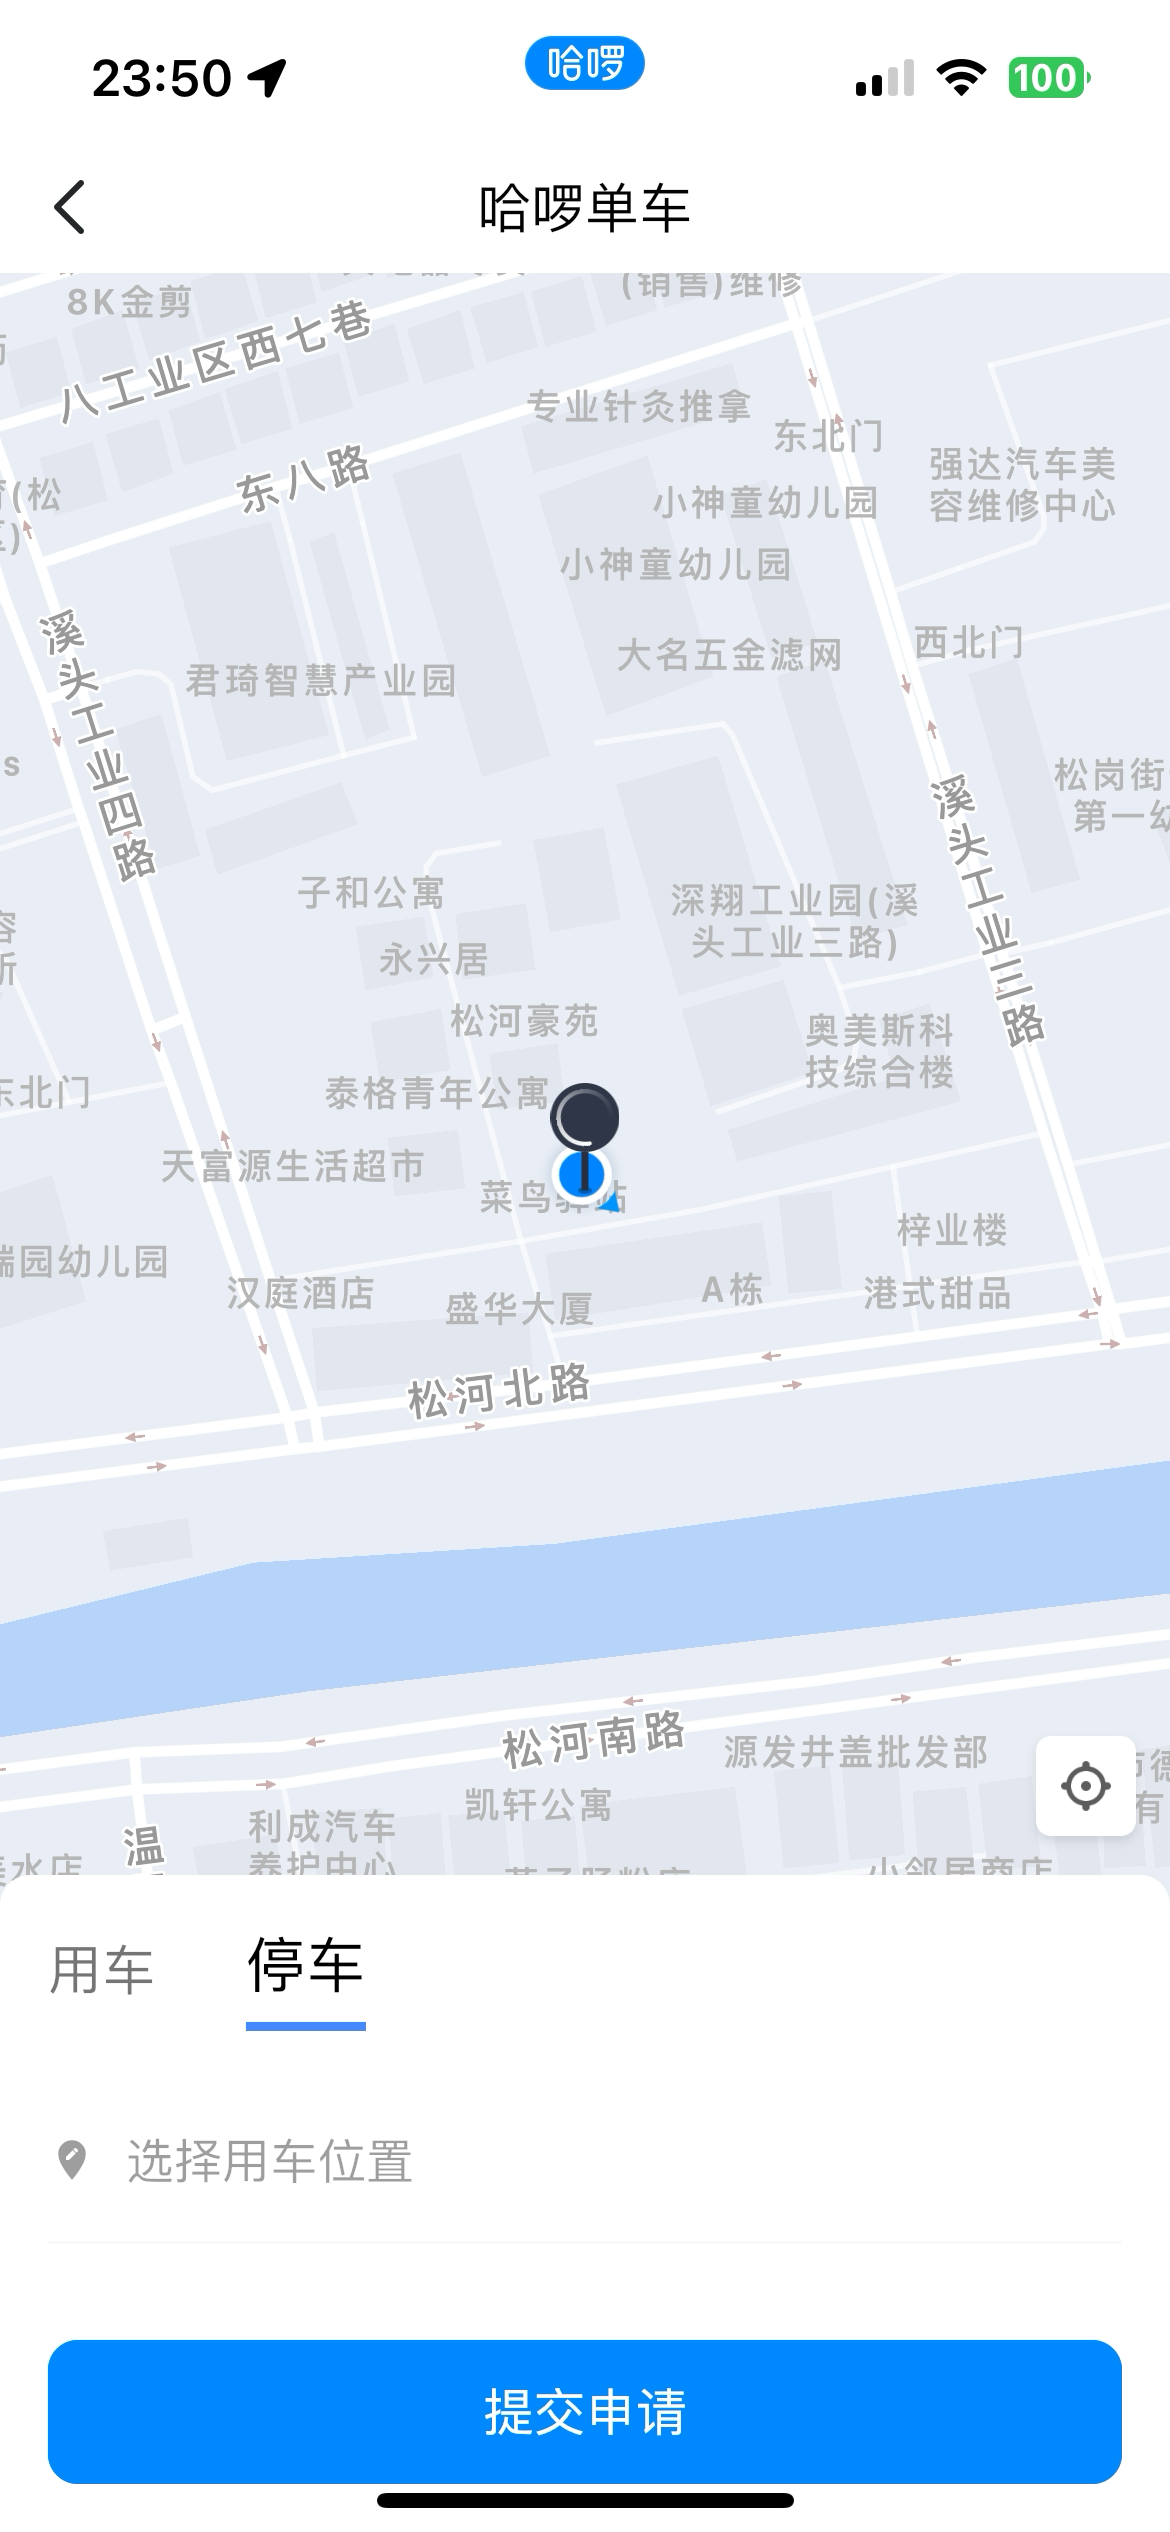 23:50
哈啰
100
哈啰单车
8K金剪
(销售)维修
八工业区西七巷
专业针灸推拿
东北门
东八路
强达汽车美
容维修中心
(松
小神童幼儿园
小神童幼儿园
溪头工业四路
大名五金滤网
西北门
君琦智慧产业园
s
松岗街
第一幼
溪头工业三路
子和公寓
深翔工业园(溪
头工业三路)
永兴居
松河豪苑
奥美斯科
技综合楼
东北门
泰格青年公寓
天富源生活超市
菜鸟驿站
梓业楼
瑞园幼儿园
汉庭酒店
A栋
港式甜品
盛华大厦
松河北路
松河南路
源发井盖批发部
德
有
凯轩公寓
利成汽车
养护中心
温
水店
小邻居商店
用车
停车
选择用车位置
提交申请